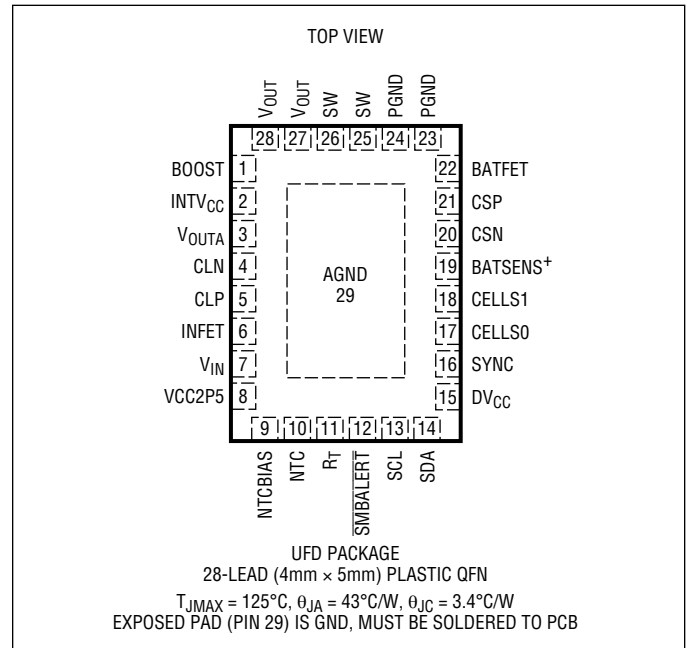 TOP VIEW
VOUT VOUT SW SW PGND PGND
28 27 26 25 24 23
BOOST 1
INTVCC 2
VOUTA 3
CLN 4
CLP 5
INFET 6
VIN 7
VCC2P5 8
AGND
29
22 BATFET
21 CSP
20 CSN
19 BATSENS+
18 CELLS1
17 CELLS0
16 SYNC
15 DVCC
9 10 11 12 13 14
NTCBIAS NTC RT SMBALERT SCL SDA
UFD PACKAGE
28-LEAD (4mm × 5mm) PLASTIC QFN
TJMAX = 125°C, θJA = 43°C/W, θJC = 3.4°C/W
EXPOSED PAD (PIN 29) IS GND, MUST BE SOLDERED TO PCB